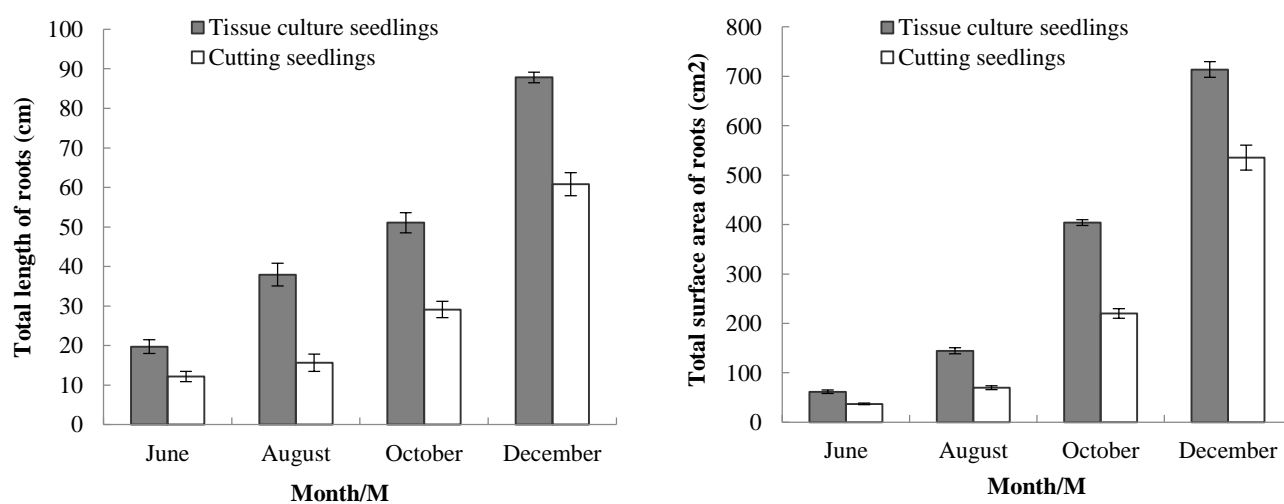 Tissue culture seedlings
Cutting seedlings
Total length of roots (cm)
100
90
80
70
60
50
40
30
20
10
0
June August October December
Month/M
Tissue culture seedlings
Cutting seedlings
Total surface area of roots (cm2)
800
700
600
500
400
300
200
100
0
June August October December
Month/M